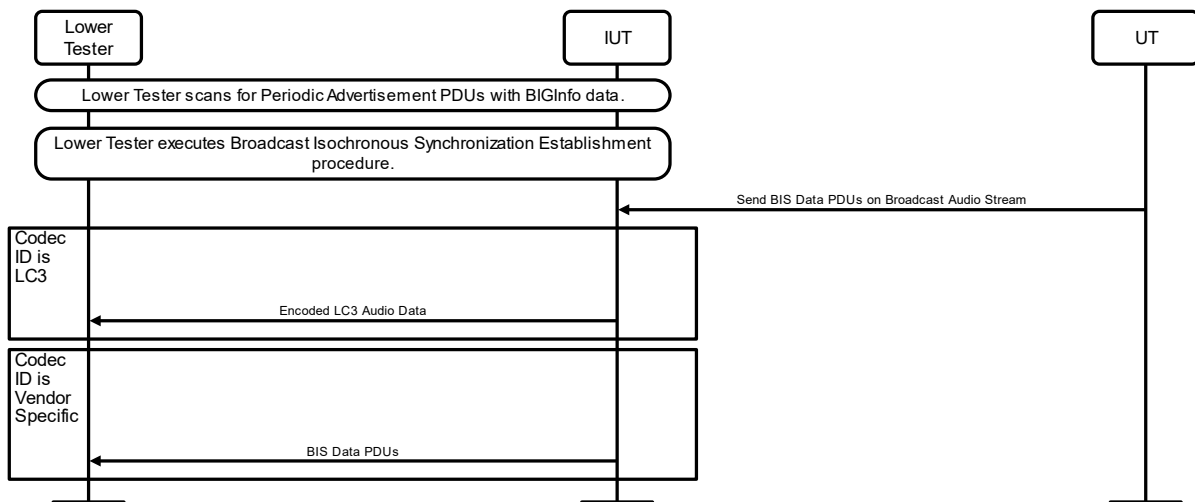 Lower
Tester
IUT
UT
Lower Tester scans for Periodic Advertisement PDUs with BIGInfo data.
Lower Tester executes Broadcast Isochronous Synchronization Establishment
procedure.
Send BIS Data PDUs on Broadcast Audio Stream
Codec
ID is
LC3
Encoded LC3 Audio Data
Codec
ID is
Vendor
Specific
BIS Data PDUs